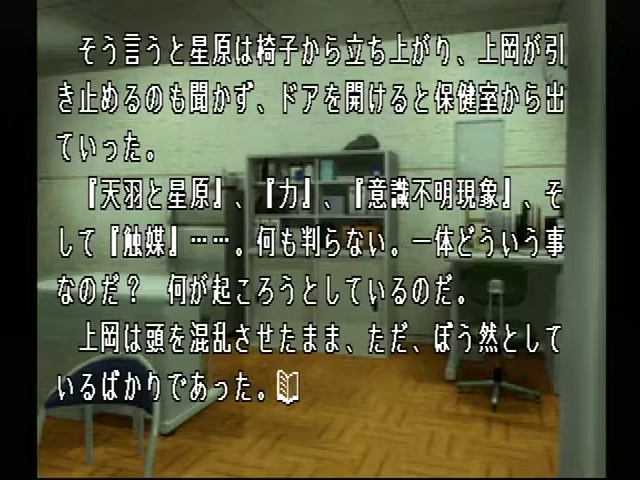 そう言うと星原は椅子から立ち上がり、上岡が引
き止めるのも聞かず、ドアを開けると保健室から出
ていった。
『天羽と星原』、『力』、『意識不明現象』、そ
して『触媒』……。何も判らない。一体どういう事
なのだ？　何が起ころうとしているのだ。
上岡は頭を混乱させたまま、ただ、ぼう然として
いるばかりであった。